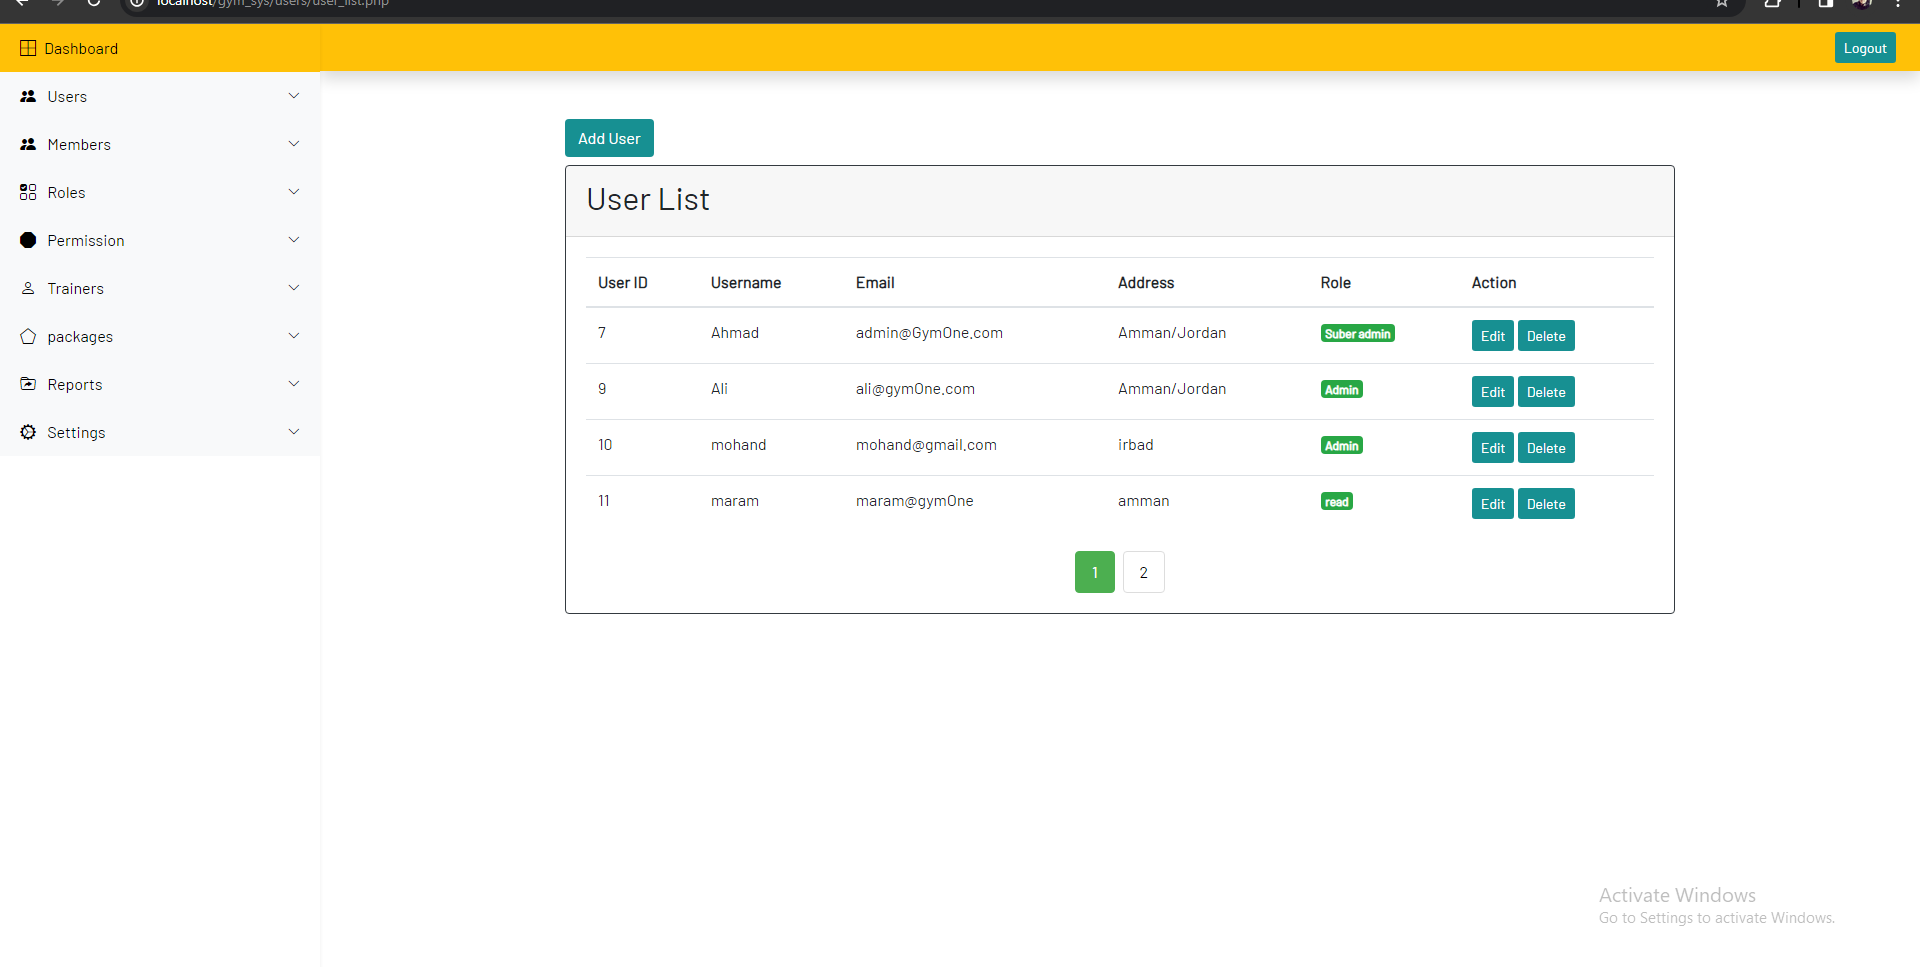 localhost/gym_sys/users/user_list.php
Dashboard
Logout
Users
Members
Roles
Permission
Trainers
packages
Reports
Settings
Add User
User List
User ID Username Email Address Role Action
7 Ahmad admin@GymOne.com Amman/Jordan Suber admin Edit Delete
9 Ali ali@gymOne.com Amman/Jordan Admin Edit Delete
10 mohand mohand@gmail.com irbad Admin Edit Delete
11 maram maram@gymOne amman read Edit Delete
1 2
Activate Windows
Go to Settings to activate Windows.